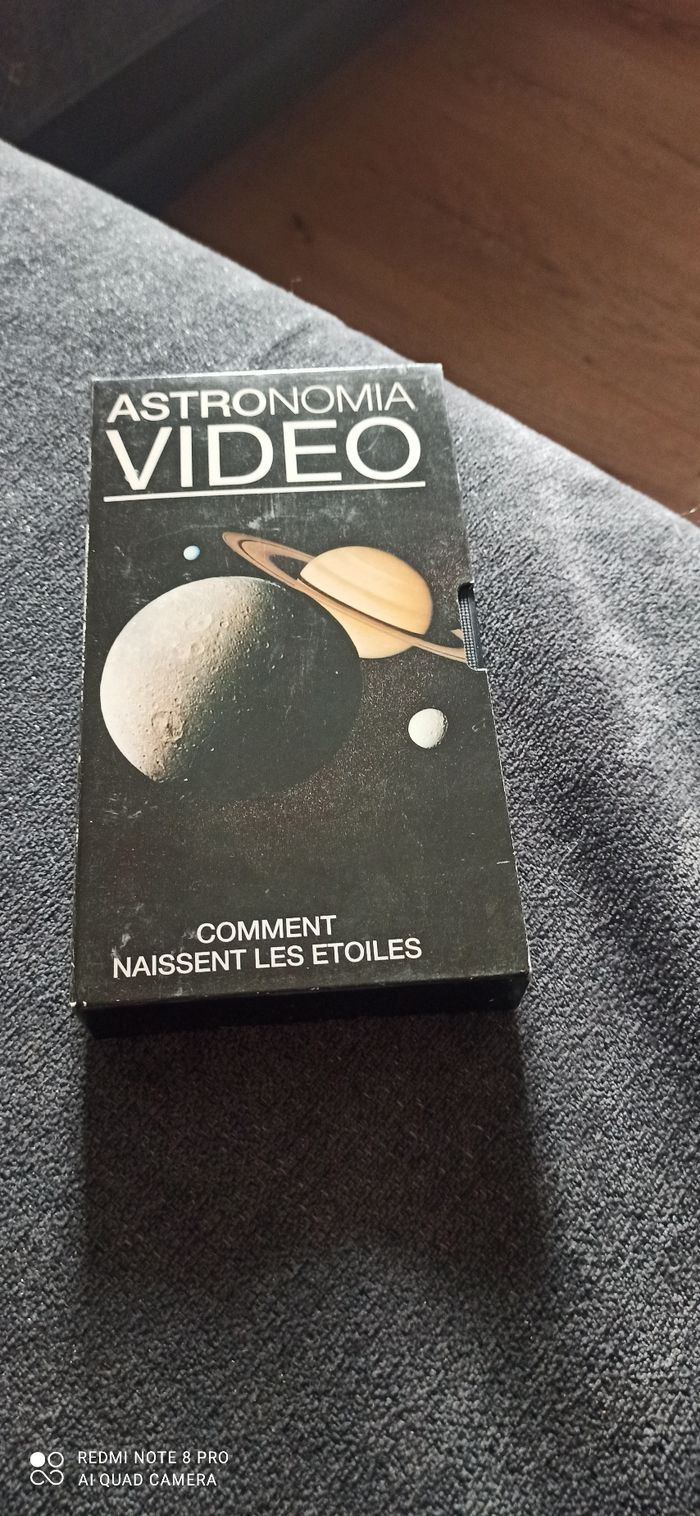 ASTRONOMIA
VIDEO
COMMENT
NAISSENT LES ETOILES
REDMI NOTE 8 PRO
AI QUAD CAMERA